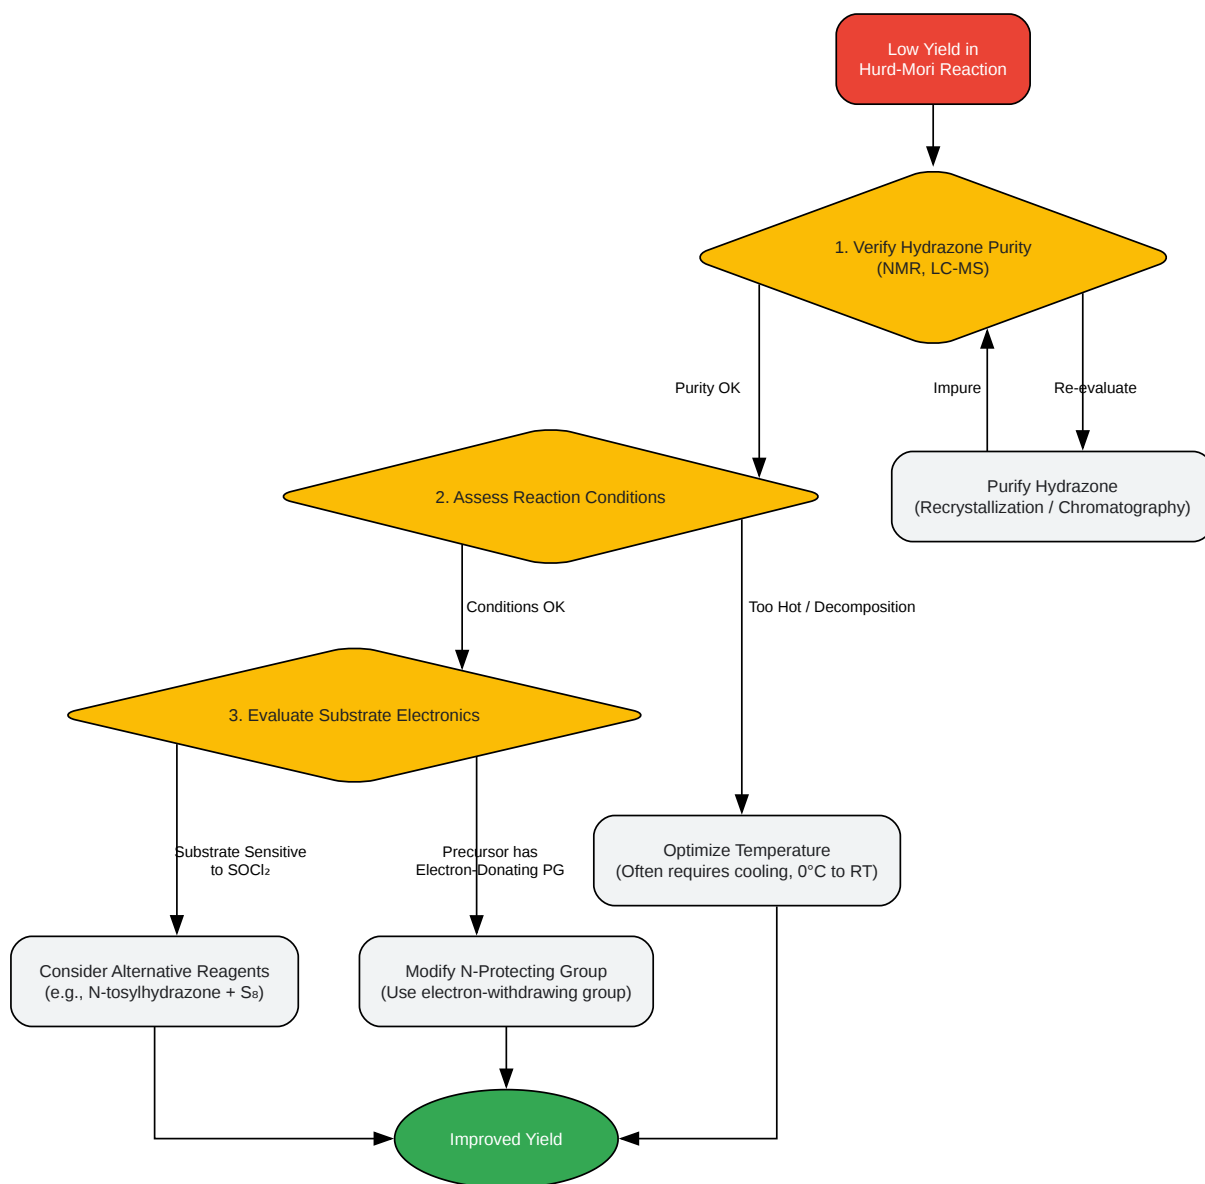 Low Yield in
Hurd-Mori Reaction
1. Verify Hydrazone Purity
(NMR, LC-MS)
Purity OK
Impure
Re-evaluate
Purify Hydrazone
(Recrystallization / Chromatography)
2. Assess Reaction Conditions
Conditions OK
Too Hot / Decomposition
3. Evaluate Substrate Electronics
Substrate Sensitive
to SOCl₂
Precursor has
Electron-Donating PG
Optimize Temperature
(Often requires cooling, 0°C to RT)
Consider Alternative Reagents
(e.g., N-tosylhydrazone + S₈)
Modify N-Protecting Group
(Use electron-withdrawing group)
Improved Yield